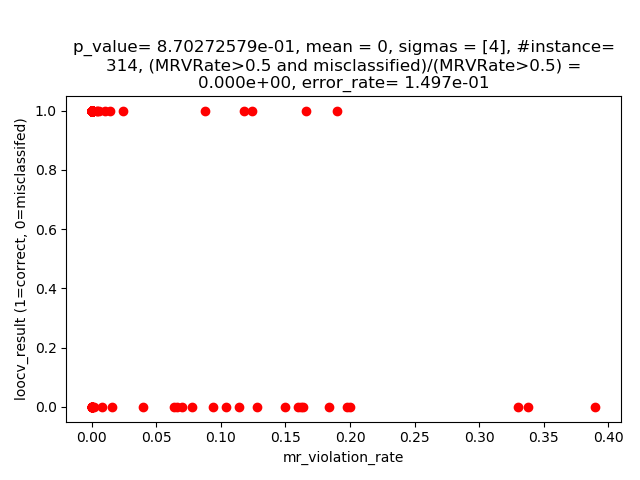 p_value= 8.70272579e-01, mean = 0, sigmas = [4], #instance=
314, (MRVRate>0.5 and misclassified)/(MRVRate>0.5) =
0.000e+00, error_rate= 1.497e-01
loocv_result (1=correct, 0=misclassifed)
1.0
0.8
0.6
0.4
0.2
0.0
0.00 0.05 0.10 0.15 0.20 0.25 0.30 0.35 0.40
mr_violation_rate